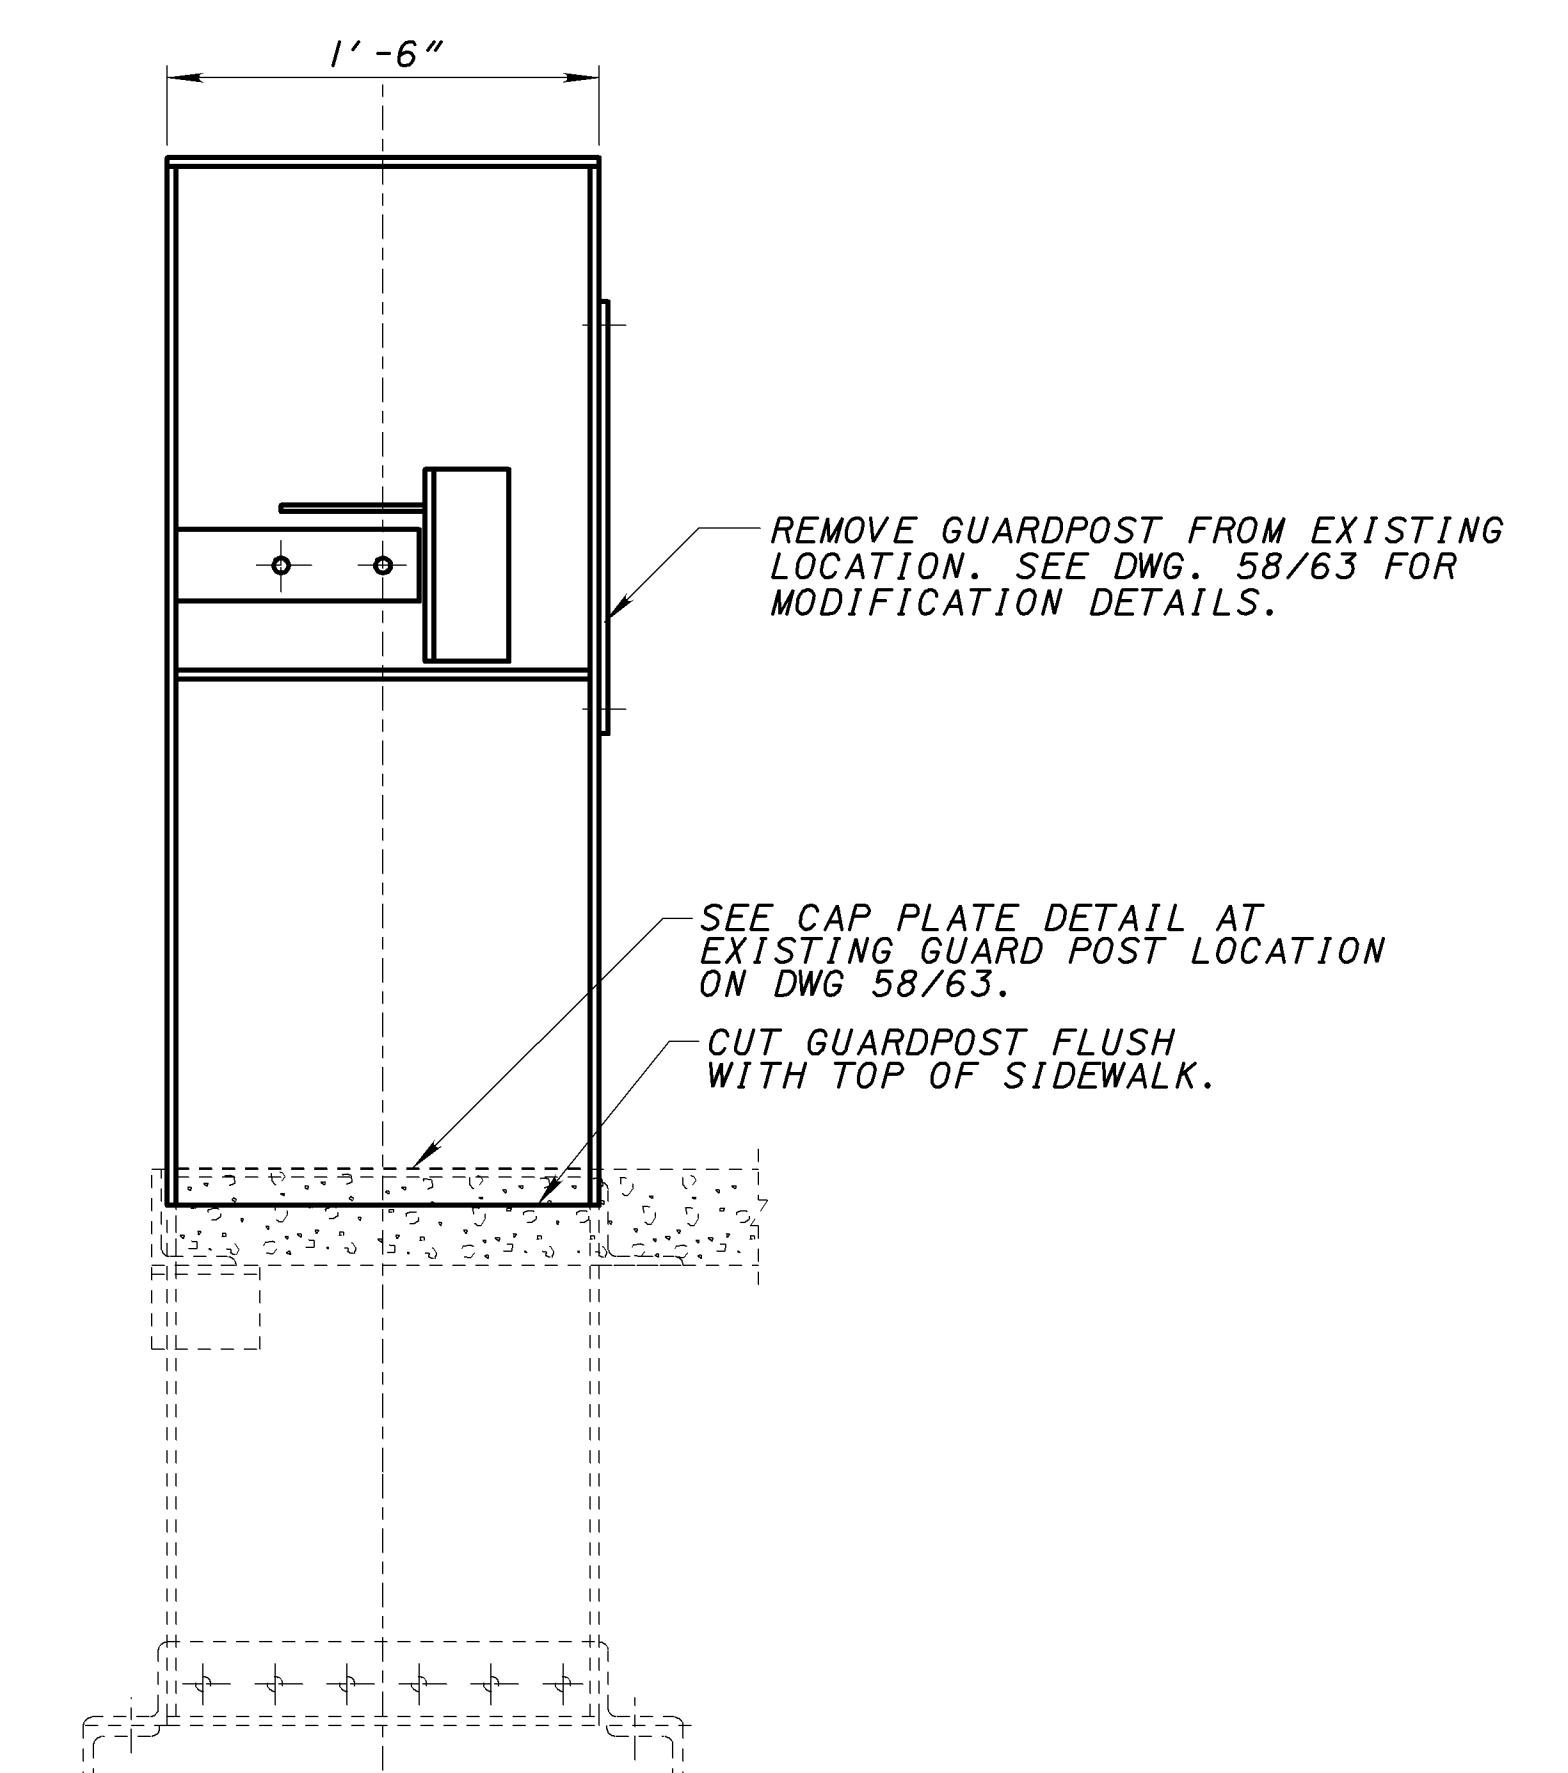 1'-6"
REMOVE GUARDPOST FROM EXISTING
LOCATION. SEE DWG. 58/63 FOR
MODIFICATION DETAILS.
SEE CAP PLATE DETAIL AT
EXISTING GUARD POST LOCATION
ON DWG 58/63.
CUT GUARDPOST FLUSH
WITH TOP OF SIDEWALK.